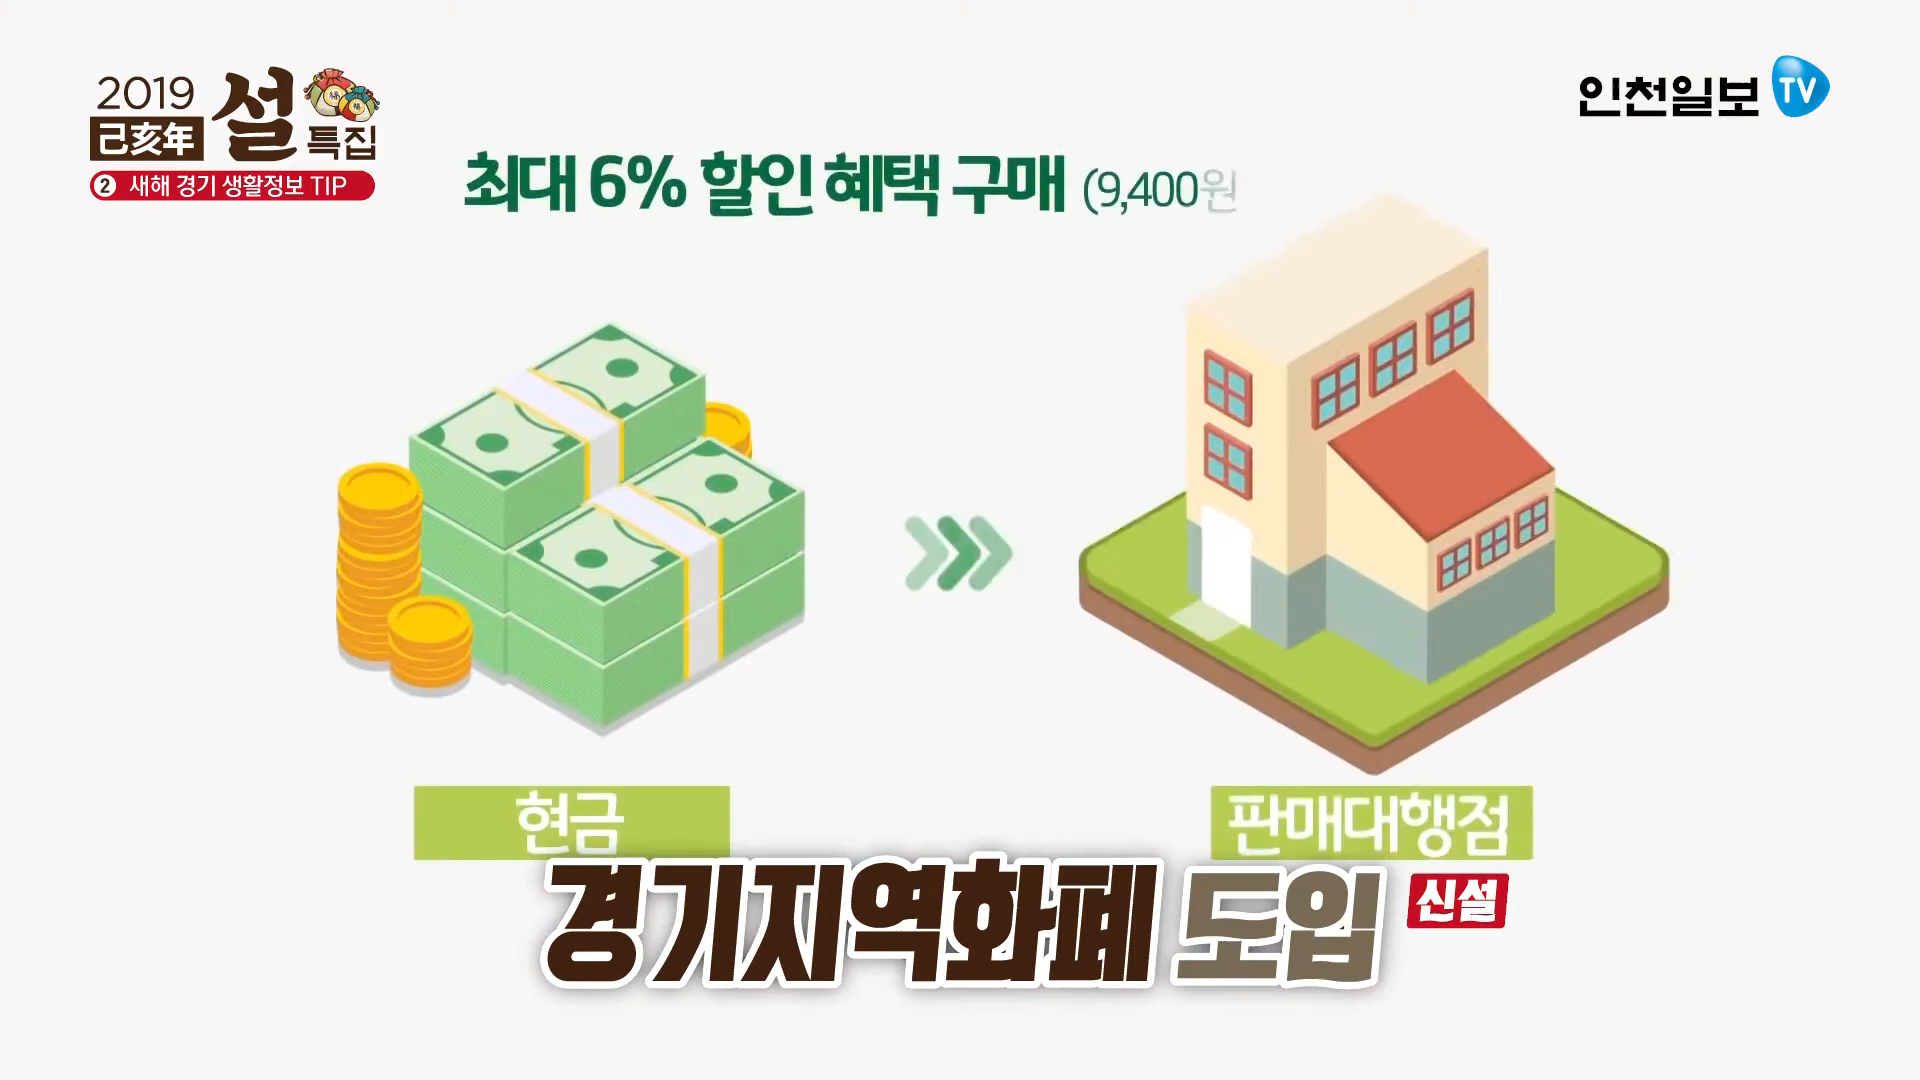 2019
己亥年
설
특집
② 새해 경기 생활정보 TIP
인천일보 TV
최대 6% 할인 혜택 구매 (9,400원
현금
판매대행점
경기지역화폐 도입 신설